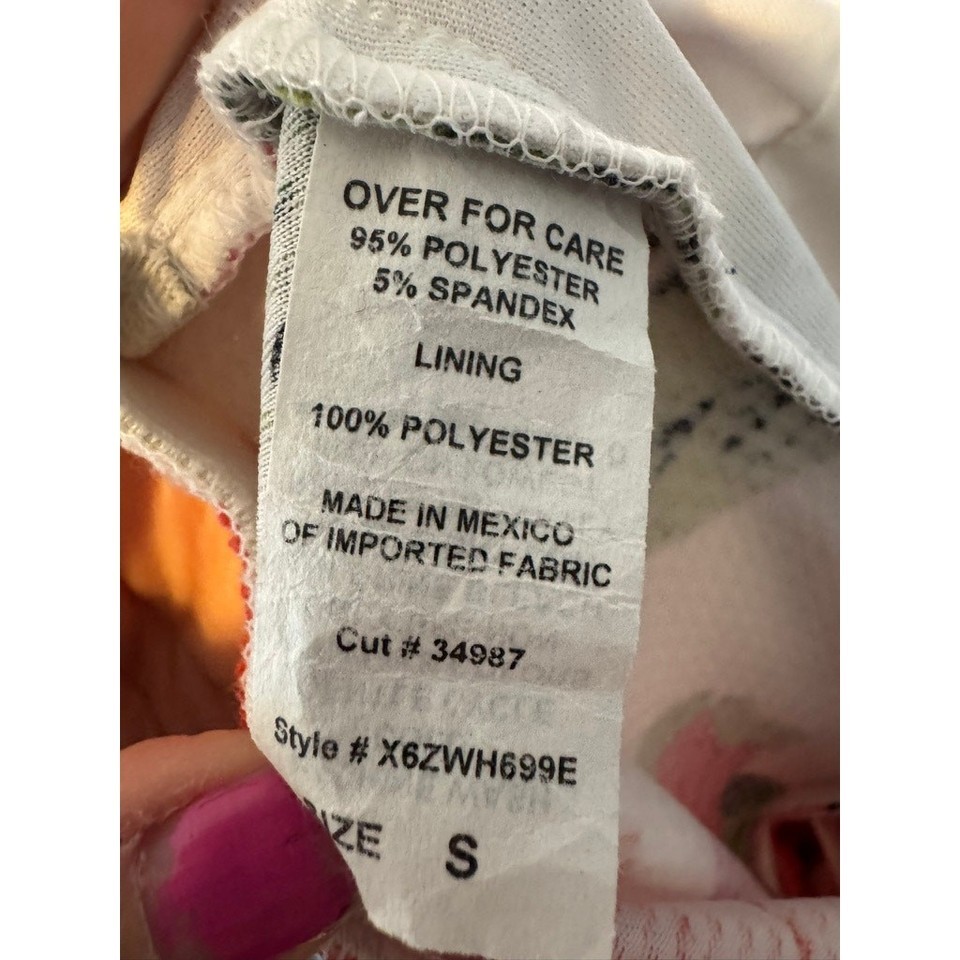 OVER FOR CARE
95% POLYESTER
5% SPANDEX
LINING
100% POLYESTER
MADE IN MEXICO
OF IMPORTED FABRIC
Cut # 34987
Style # X6ZWH699E
SIZE S